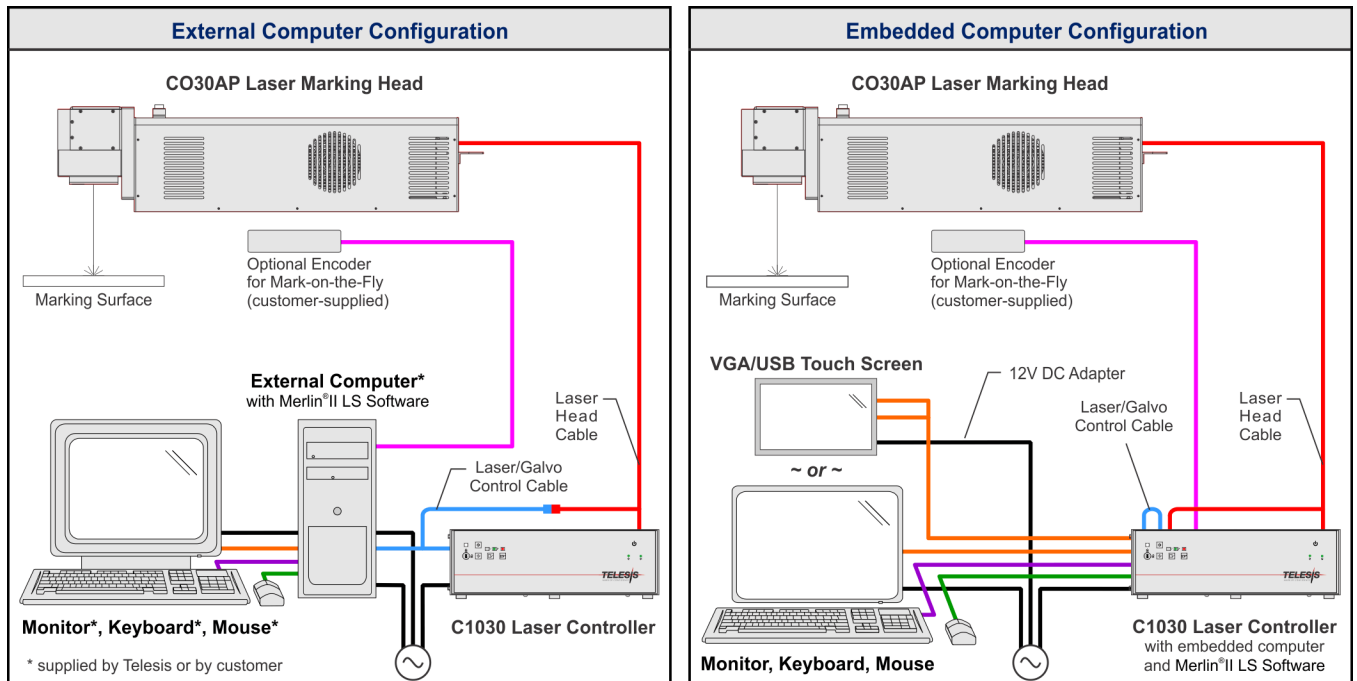 External Computer Configuration
CO30AP Laser Marking Head
Optional Encoder
for Mark-on-the-Fly
(customer-supplied)
Marking Surface
External Computer*
with Merlin®II LS Software
Laser
Head
Cable
Laser/Galvo
Control Cable
TELESIS
Monitor*, Keyboard*, Mouse*
C1030 Laser Controller
* supplied by Telesis or by customer
Embedded Computer Configuration
CO30AP Laser Marking Head
Optional Encoder
for Mark-on-the-Fly
(customer-supplied)
Marking Surface
VGA/USB Touch Screen
12V DC Adapter
Laser/Galvo
Control Cable
Laser
Head
Cable
~ or ~
TELESIS
Monitor, Keyboard, Mouse
C1030 Laser Controller
with embedded computer
and Merlin®II LS Software